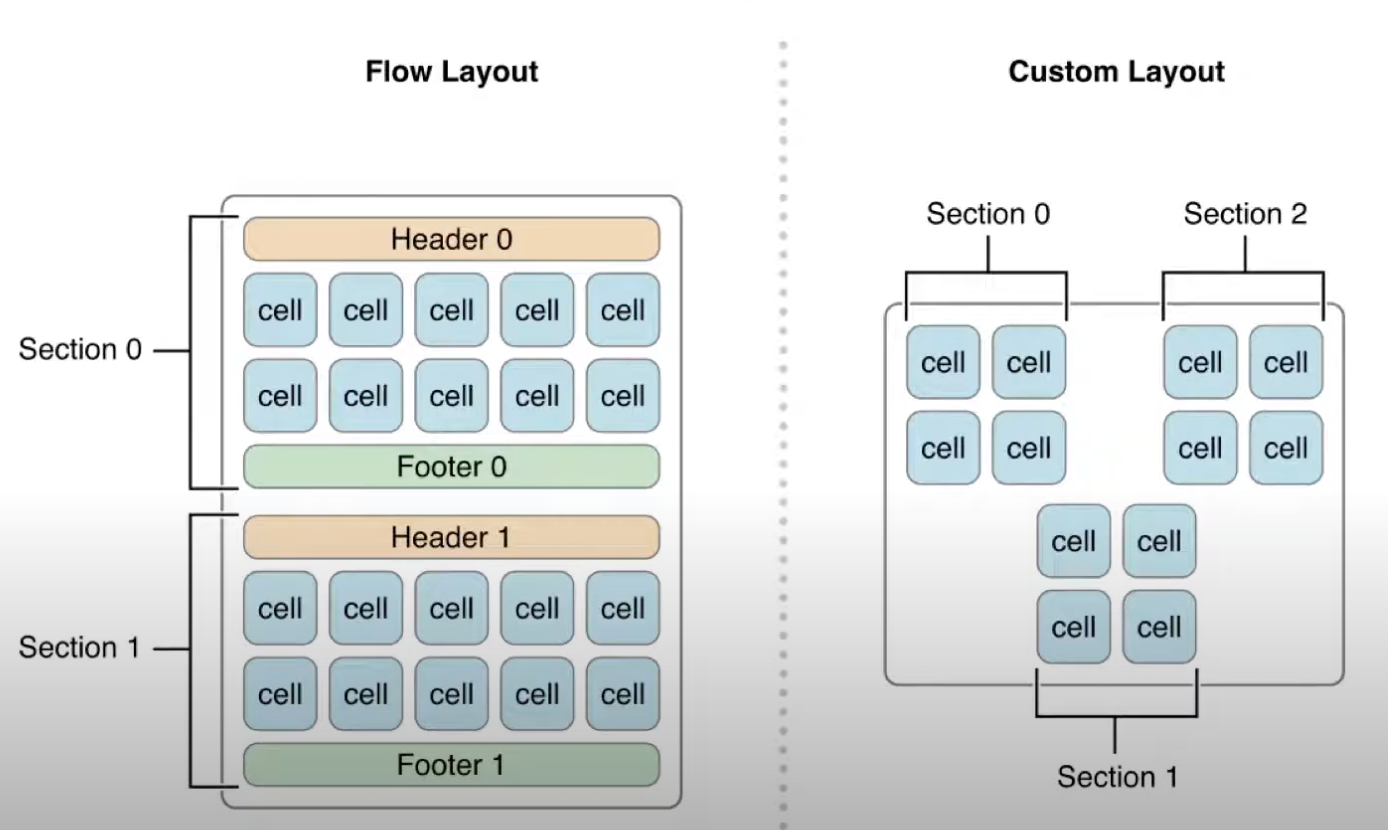 Flow Layout
Header 0
cell cell cell cell cell
Section 0
cell cell cell cell cell
Footer 0
Header 1
cell cell cell cell cell
Section 1
cell cell cell cell cell
Footer 1
Custom Layout
Section 0 Section 2
cell cell cell cell
cell cell cell cell
cell cell
cell cell
Section 1